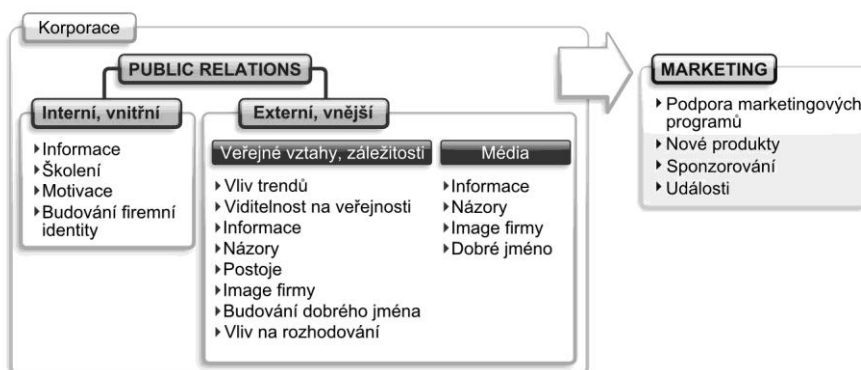 Korporace
PUBLIC RELATIONS
Interní, vnitřní
Informace
Školení
Motivace
Budování firemní
identity
Externí, vnější
Veřejné vztahy, záležitosti
Vliv trendů
Viditelnost na veřejnosti
Informace
Názory
Postoje
Image firmy
Budování dobrého jména
Vliv na rozhodování
Média
Informace
Názory
Image firmy
Dobré jméno
MARKETING
Podpora marketingových
programů
Nové produkty
Sponzorování
Události